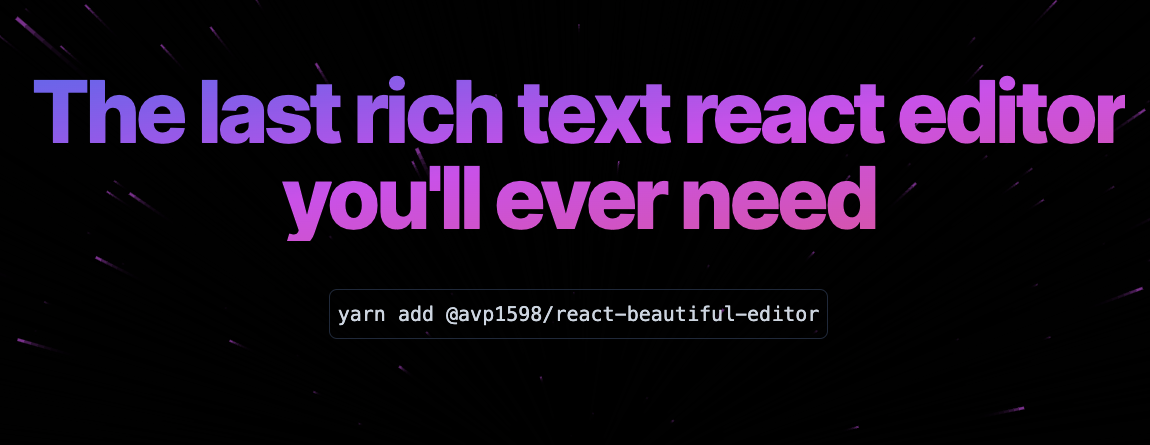 The last rich text react editor
you'll ever need
yarn add @avp1598/react-beautiful-editor